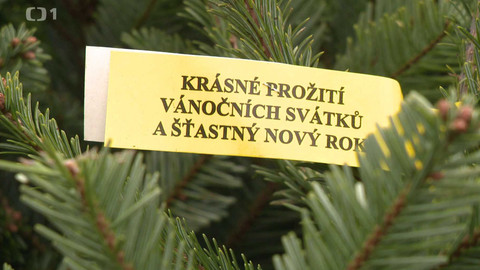 ČT1
KRÁSNÉ PROŽITÍ
VÁNOČNÍCH SVÁTKŮ
A ŠŤASTNÝ NOVÝ ROK